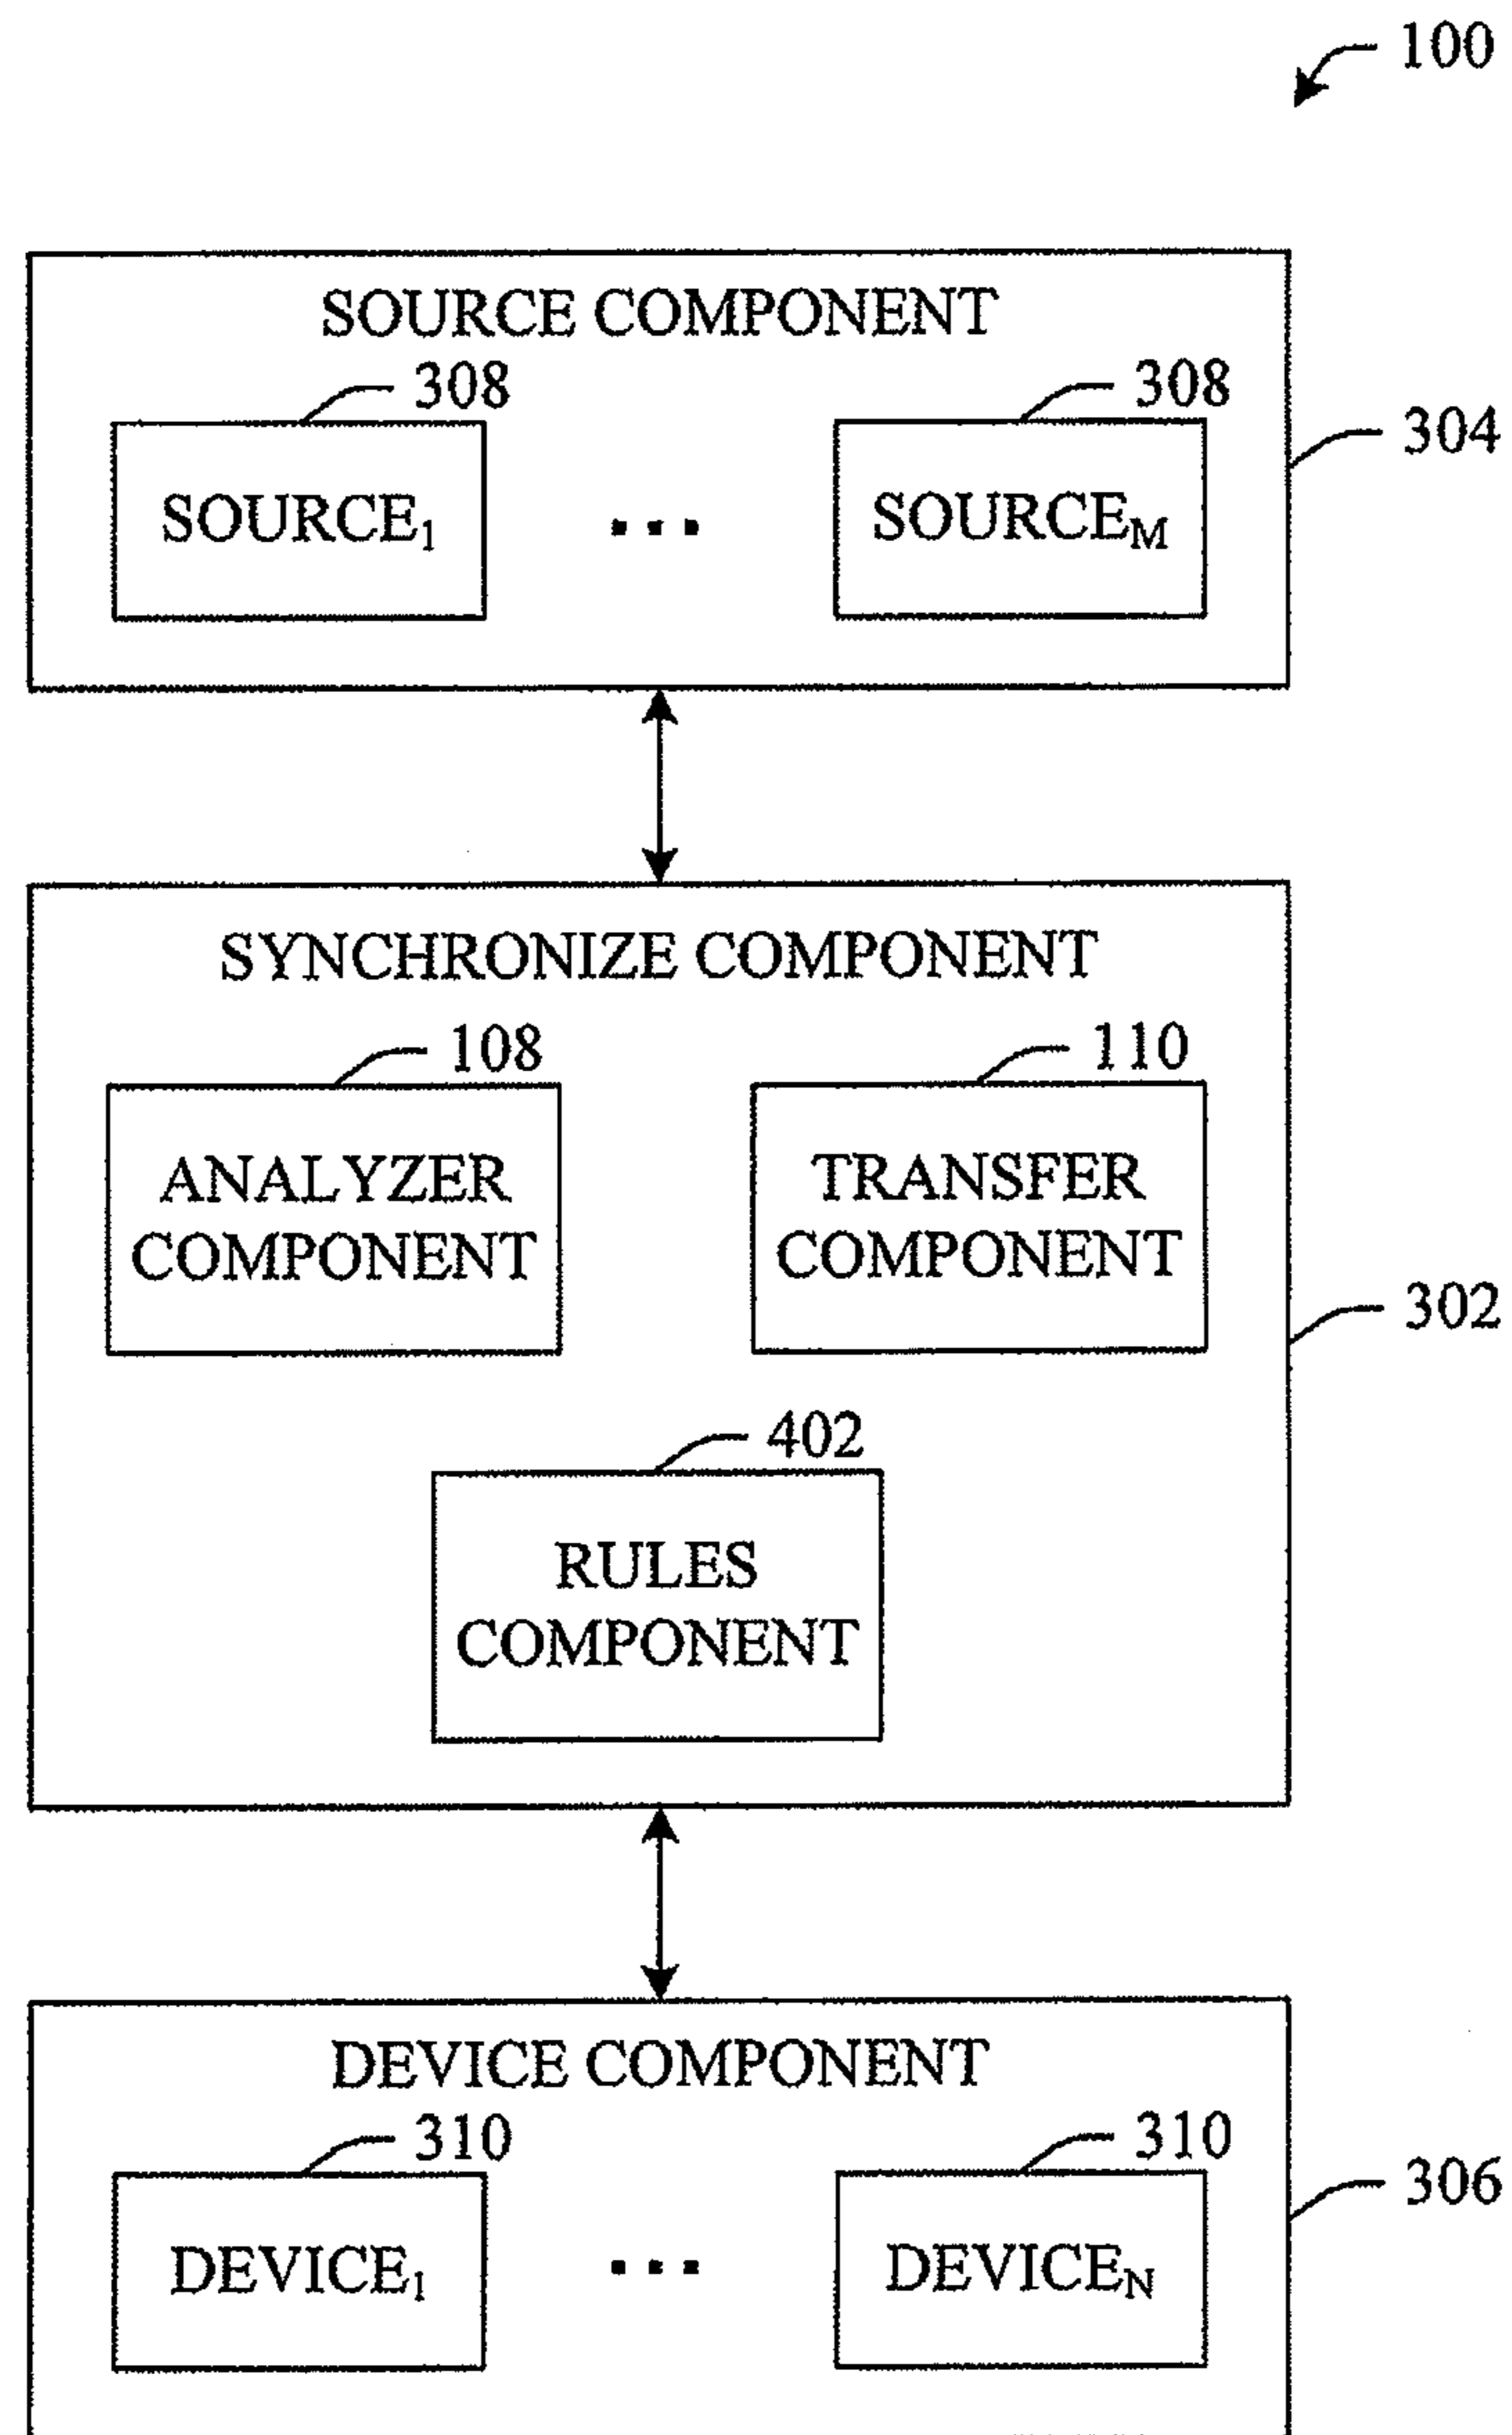 100
SOURCE COMPONENT
308 308
304
SOURCE₁ ... SOURCEM
SYNCHRONIZE COMPONENT
108 110
ANALYZER
COMPONENT
TRANSFER
COMPONENT
302
402
RULES
COMPONENT
DEVICE COMPONENT
310 310
306
DEVICE₁ ... DEVICEN